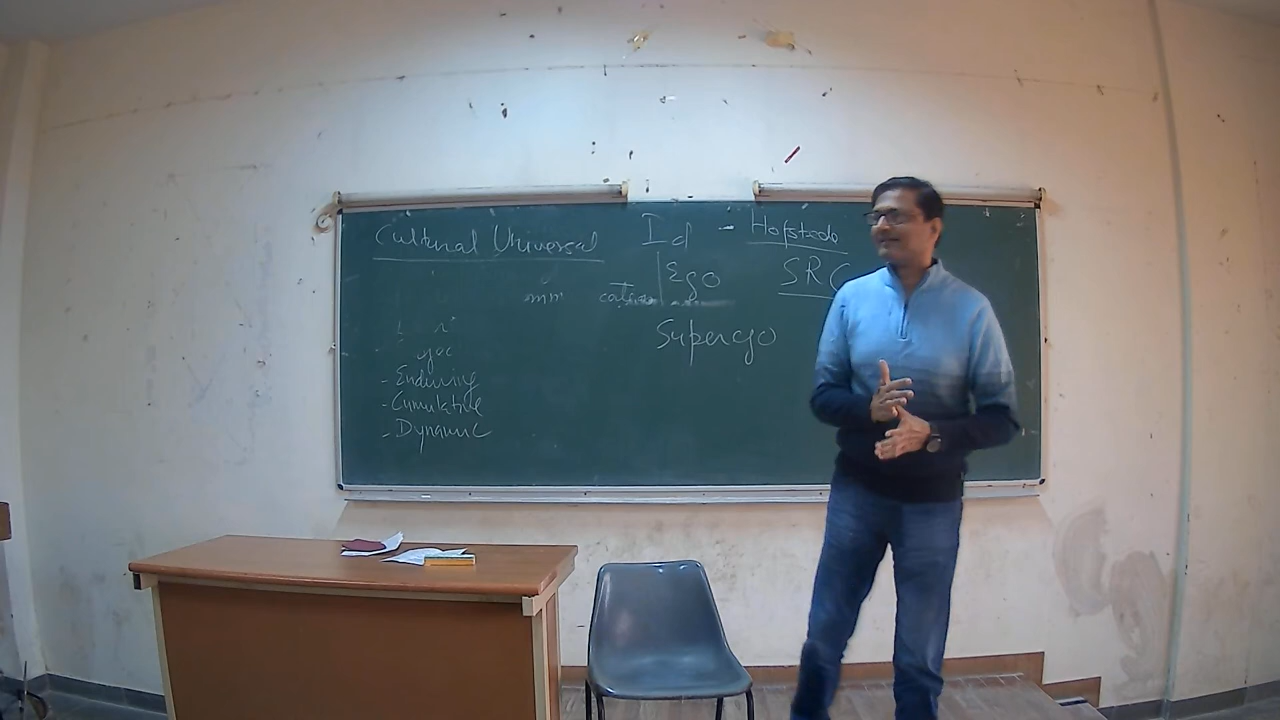 Cultural Universal
Id - Hofstede
Ego
SRC
Superego
- Enduring
- Cumulative
- Dynamic